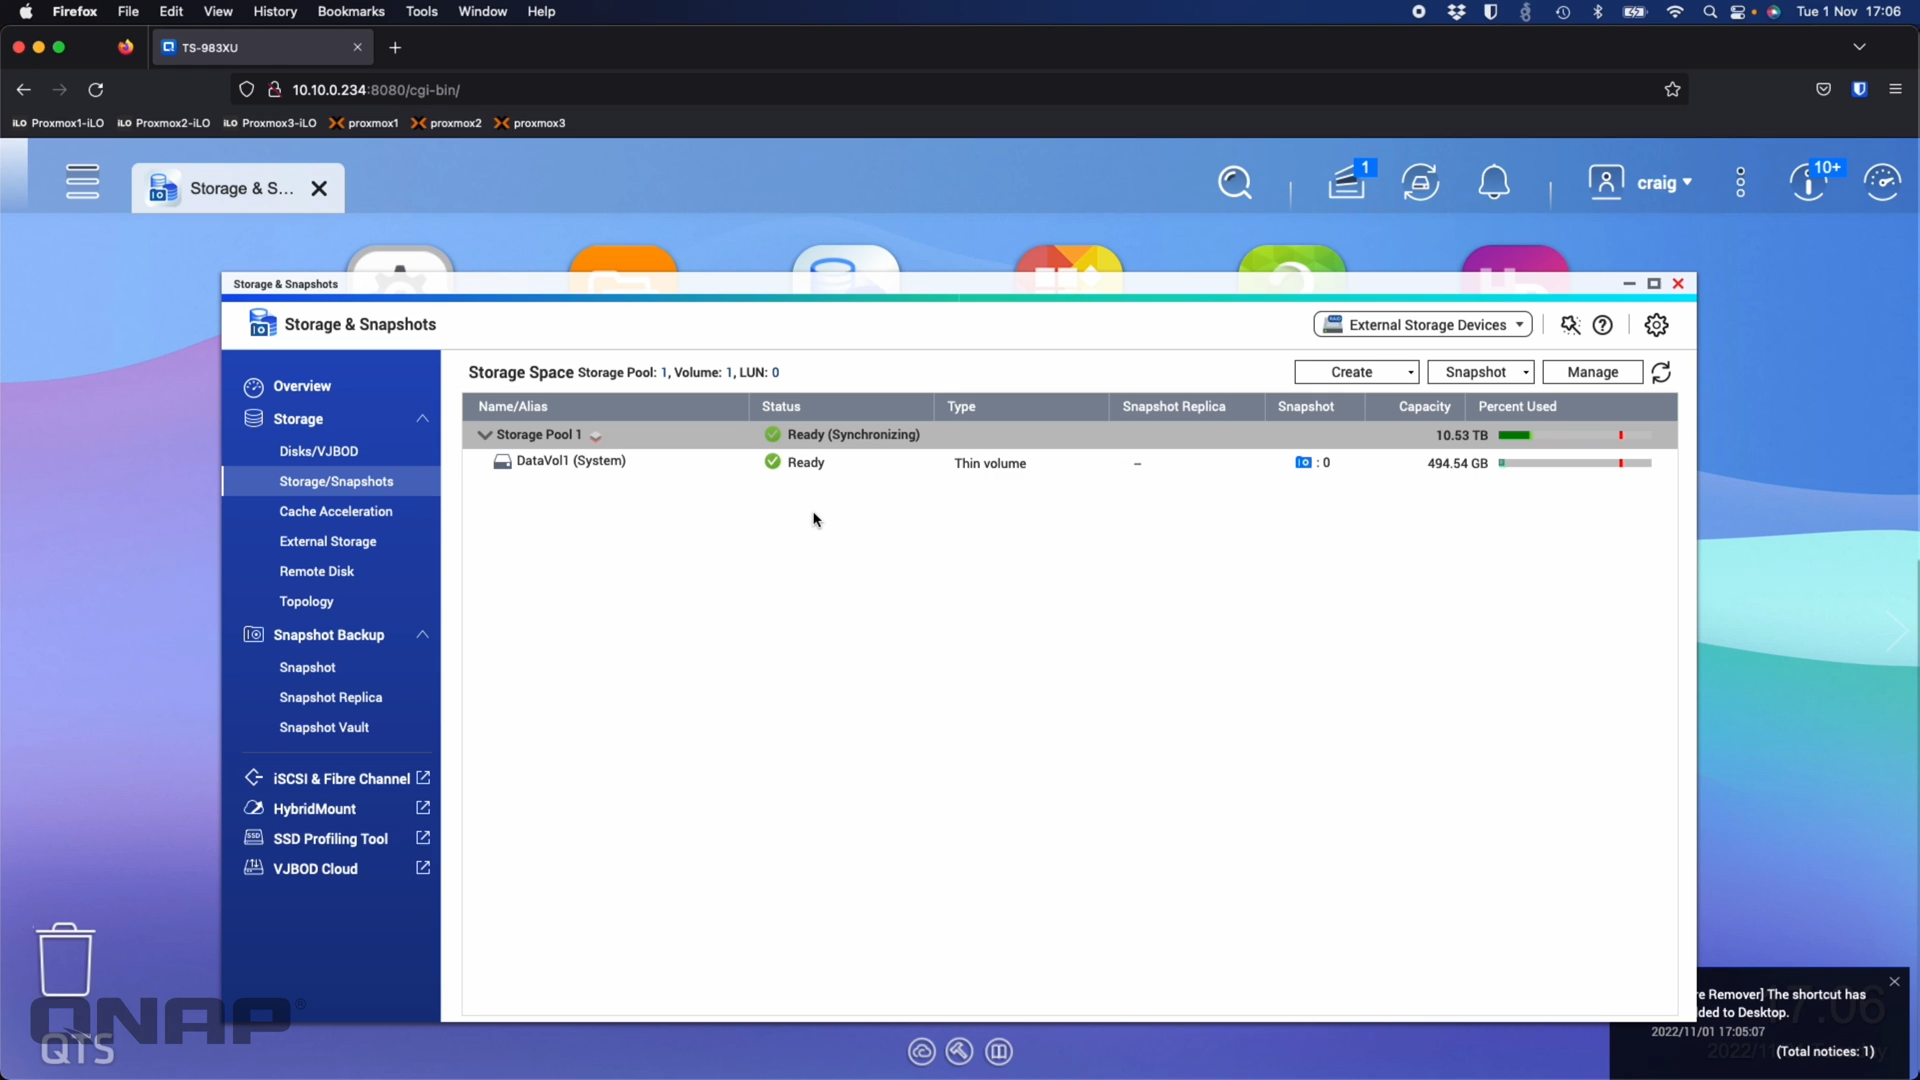 Firefox File Edit View History Bookmarks Tools Window Help Tue 1 Nov 17:06
TS-983XU
10.10.0.234:8080/cgi-bin/
iLO Proxmox1-iLO iLO Proxmox2-iLO iLO Proxmox3-iLO proxmox1 proxmox2 proxmox3
Storage & S... 1 craig 10+
Storage & Snapshots
Storage & Snapshots External Storage Devices
Overview
Storage
Disks/VJBOD
Storage/Snapshots
Cache Acceleration
External Storage
Remote Disk
Topology
Snapshot Backup
Snapshot
Snapshot Replica
Snapshot Vault
iSCSI & Fibre Channel
HybridMount
SSD Profiling Tool
VJBOD Cloud
Storage Space Storage Pool: 1, Volume: 1, LUN: 0 Create Snapshot Manage
Name/Alias Status Type Snapshot Replica Snapshot Capacity Percent Used
Storage Pool 1 Ready (Synchronizing) 10.53 TB
DataVol1 (System) Ready Thin volume – : 0 494.54 GB
QNAP®
QTS
re Remover] The shortcut has
ded to Desktop.
2022/11/01 17:05:07
(Total notices: 1)
17:06